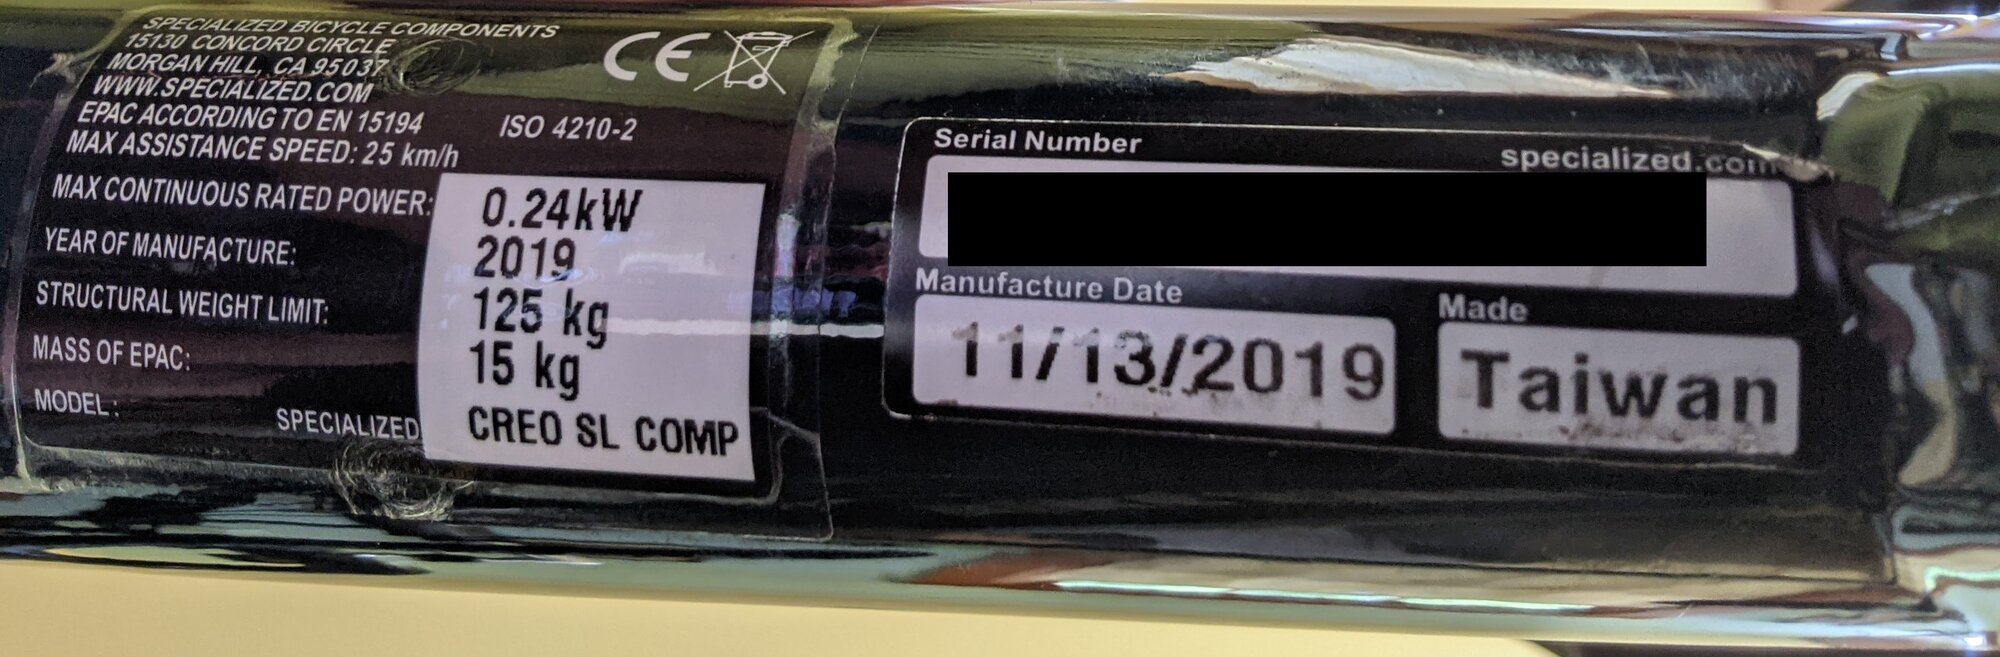 SPECIALIZED BICYCLE COMPONENTS
15130 CONCORD CIRCLE
MORGAN HILL, CA 95037
WWW.SPECIALIZED.COM
EPAC ACCORDING TO EN 15194
MAX ASSISTANCE SPEED: 25 km/h
CE
ISO 4210-2
MAX CONTINUOUS RATED POWER: 0.24kW
YEAR OF MANUFACTURE: 2019
STRUCTURAL WEIGHT LIMIT: 125 kg
MASS OF EPAC: 15 kg
MODEL: SPECIALIZED CREO SL COMP
Serial Number
specialized.com
Manufacture Date
11/13/2019
Made
Taiwan